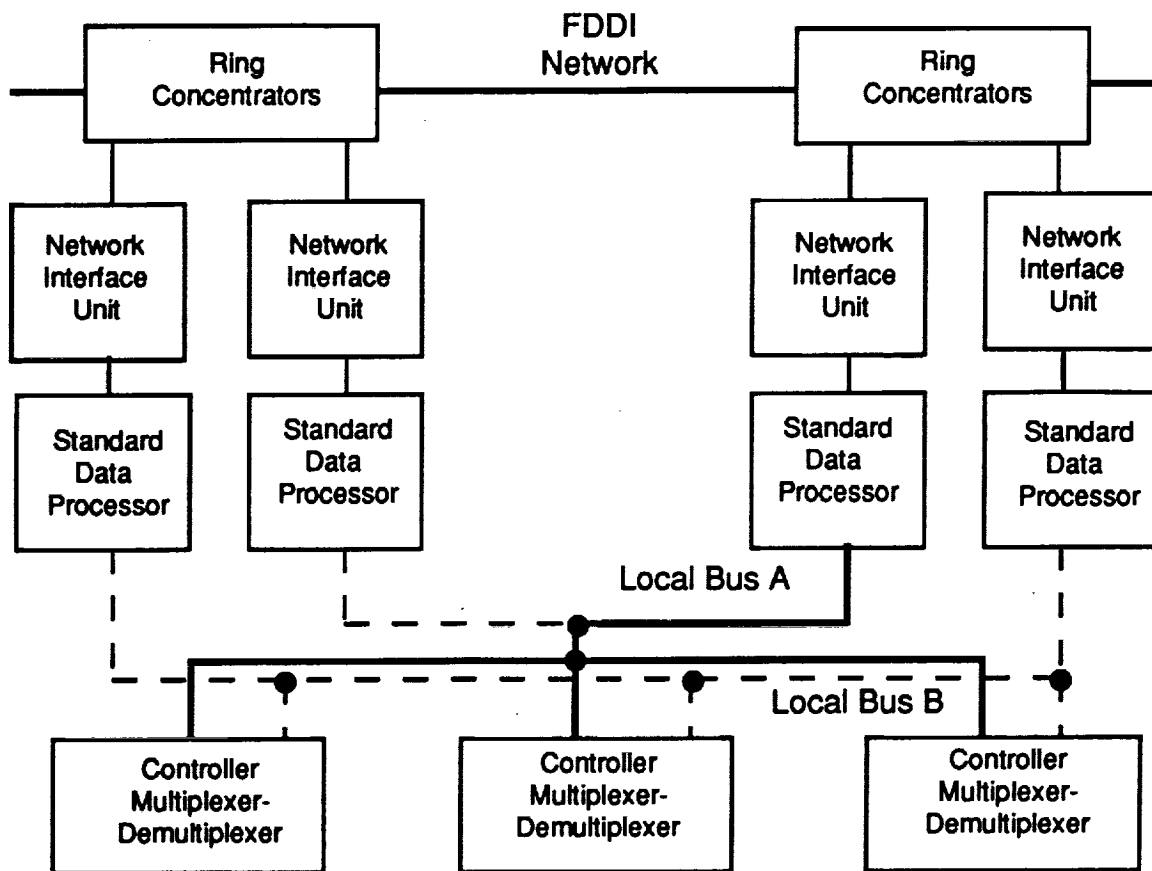 FDDI
Network
Ring
Concentrators
Ring
Concentrators
Network
Interface
Unit
Network
Interface
Unit
Network
Interface
Unit
Network
Interface
Unit
Standard
Data
Processor
Standard
Data
Processor
Standard
Data
Processor
Standard
Data
Processor
Local Bus A
Local Bus B
Controller
Multiplexer-
Demultiplexer
Controller
Multiplexer-
Demultiplexer
Controller
Multiplexer-
Demultiplexer